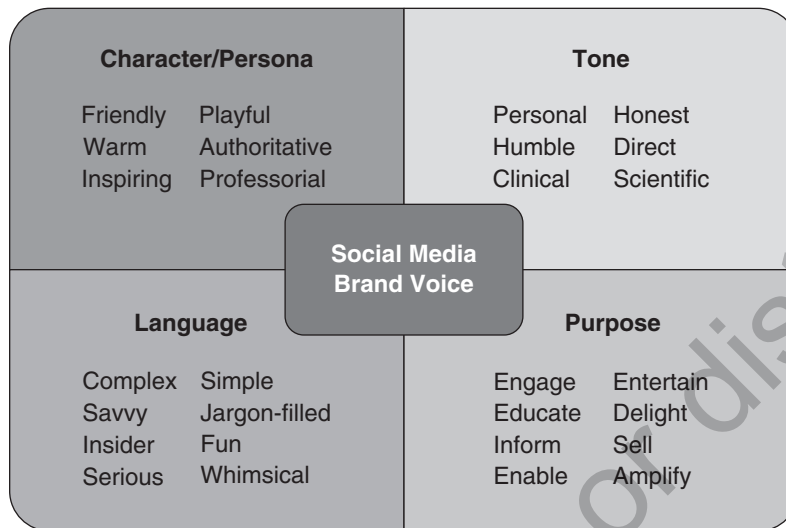 Character/Persona
Friendly Playful
Warm Authoritative
Inspiring Professorial
Tone
Personal Honest
Humble Direct
Clinical Scientific
Social Media
Brand Voice
Language
Complex Simple
Savvy Jargon-filled
Insider Fun
Serious Whimsical
Purpose
Engage Entertain
Educate Delight
Inform Sell
Enable Amplify
or